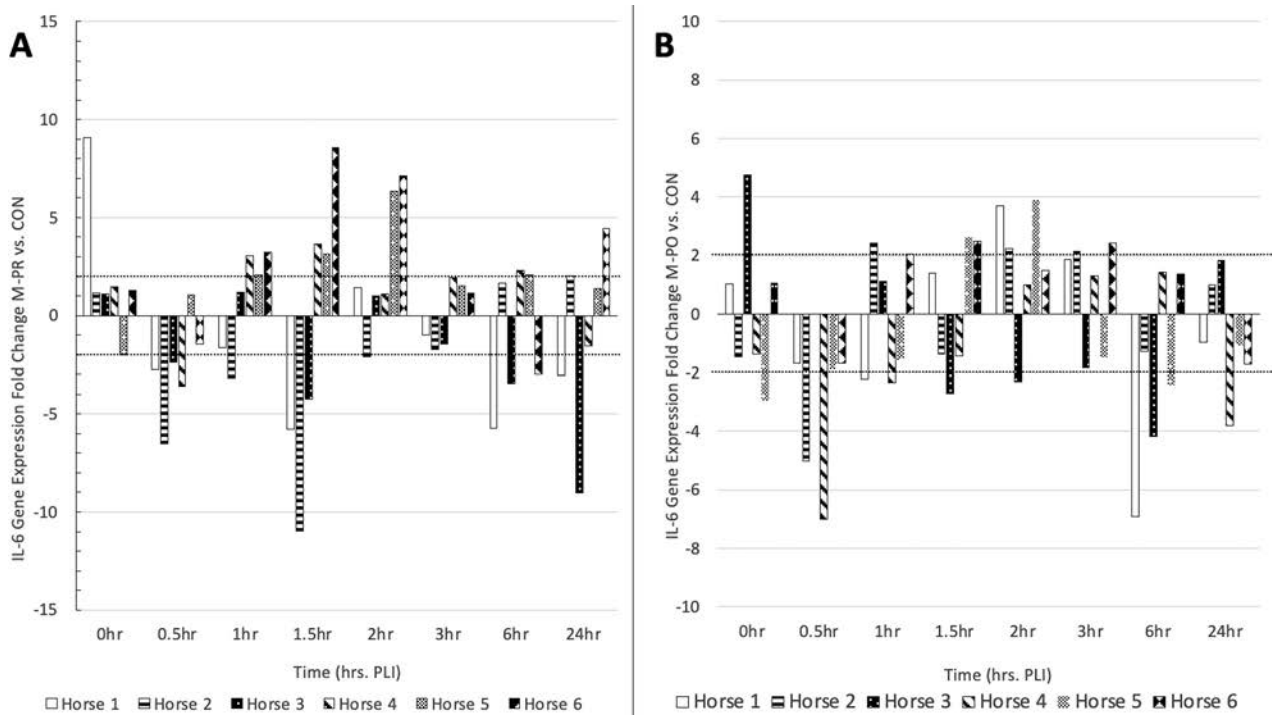 A
IL-6 Gene Expression Fold Change M-PR vs. CON
15
10
5
0
-5
-10
-15
0hr 0.5hr 1hr 1.5hr 2hr 3hr 6hr 24hr
Time (hrs. PLI)
Horse 1 Horse 2 Horse 3 Horse 4 Horse 5 Horse 6
B
IL-6 Gene Expression Fold Change M-PO vs. CON
10
8
6
4
2
0
-2
-4
-6
-8
-10
0hr 0.5hr 1hr 1.5hr 2hr 3hr 6hr 24hr
Time (hrs. PLI)
Horse 1 Horse 2 Horse 3 Horse 4 Horse 5 Horse 6